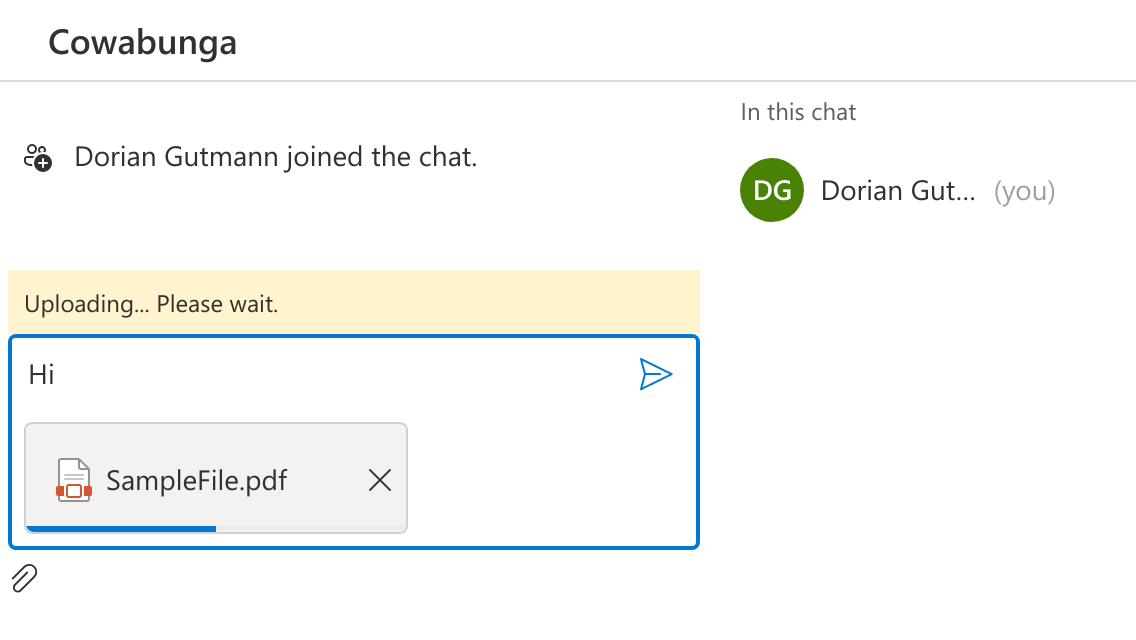 Cowabunga
Dorian Gutmann joined the chat.
In this chat
DG
Dorian Gut... (you)
Uploading... Please wait.
Hi
SampleFile.pdf